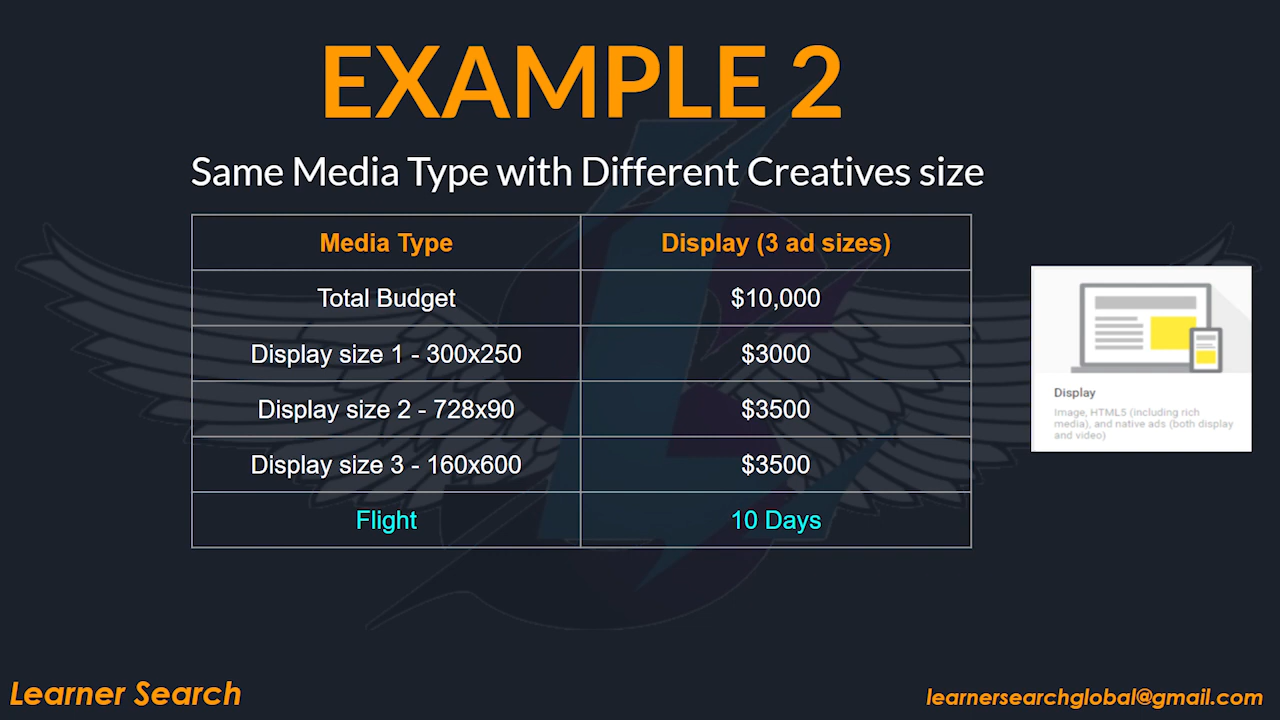 EXAMPLE 2
Same Media Type with Different Creatives size
Media Type Display (3 ad sizes)
Total Budget $10,000
Display size 1 - 300x250 $3000
Display size 2 - 728x90 $3500
Display size 3 - 160x600 $3500
Flight 10 Days
Display
Image, HTML5 (including rich
media), and native ads (both display
and video)
Learner Search
learnersearchglobal@gmail.com